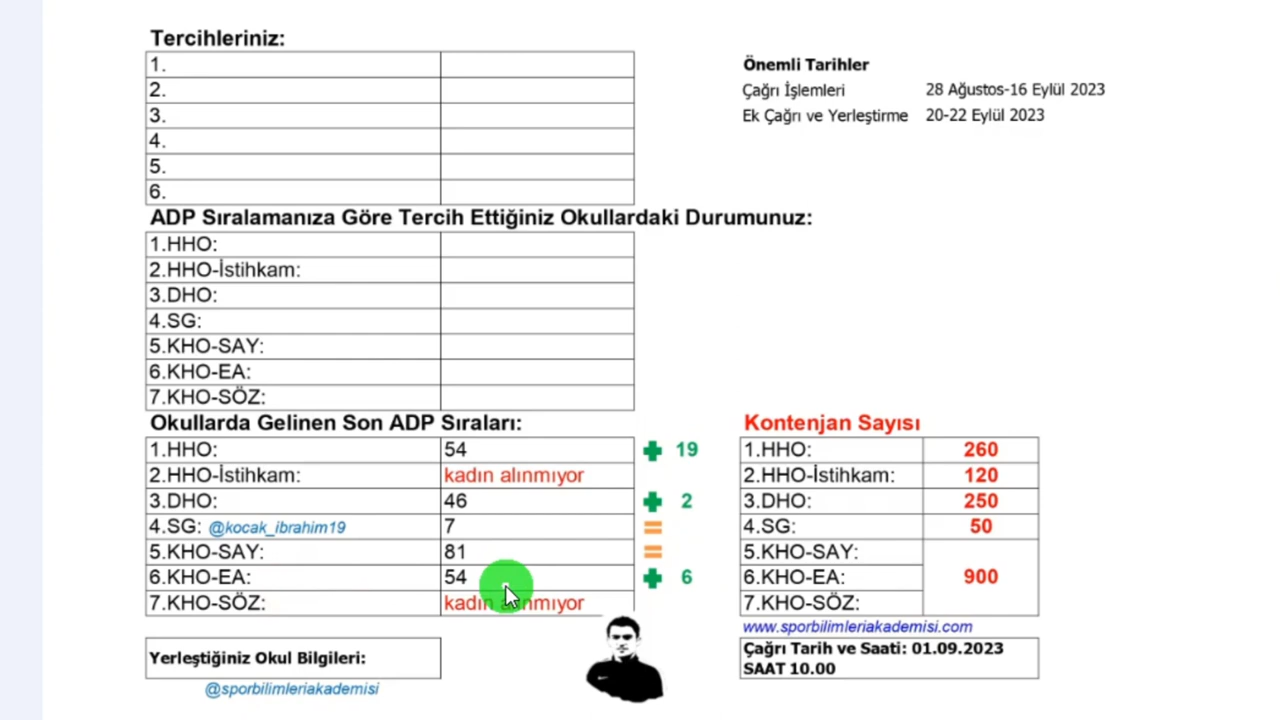 Tercihleriniz:
1.
2.
3.
4.
5.
6.
Önemli Tarihler
Çağrı İşlemleri 28 Ağustos-16 Eylül 2023
Ek Çağrı ve Yerleştirme 20-22 Eylül 2023
ADP Sıralamanıza Göre Tercih Ettiğiniz Okullardaki Durumunuz:
1.HHO:
2.HHO-İstihkam:
3.DHO:
4.SG:
5.KHO-SAY:
6.KHO-EA:
7.KHO-SÖZ:
Okullarda Gelinen Son ADP Sıraları:
1.HHO: 54 + 19
2.HHO-İstihkam: kadın alınmıyor
3.DHO: 46 + 2
4.SG: @kocak_ibrahim19 7 =
5.KHO-SAY: 81 =
6.KHO-EA: 54 + 6
7.KHO-SÖZ: kadın alınmıyor
Kontenjan Sayısı
1.HHO: 260
2.HHO-İstihkam: 120
3.DHO: 250
4.SG: 50
5.KHO-SAY:
6.KHO-EA: 900
7.KHO-SÖZ:
www.sporbilimleriakademisi.com
Yerleştiğiniz Okul Bilgileri:
@sporbilimleriakademisi
Çağrı Tarih ve Saati: 01.09.2023
SAAT 10.00